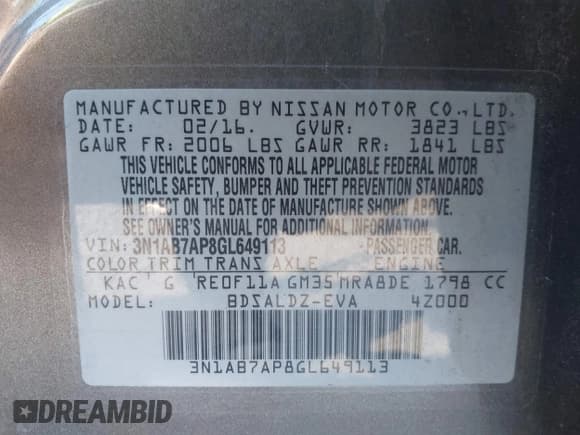 MANUFACTURED BY NISSAN MOTOR CO.,LTD.
DATE: 02/16. GVWR: 3823 LBS
GAWR FR: 2006 LBS GAWR RR: 1841 LBS
THIS VEHICLE CONFORMS TO ALL APPLICABLE FEDERAL MOTOR
VEHICLE SAFETY, BUMPER AND THEFT PREVENTION STANDARDS
IN EFFECT ON THE DATE OF MANUFACTURE SHOWN ABOVE.
SEE OWNER'S MANUAL FOR ADDITIONAL INFORMATION.
VIN: 3N1AB7AP8GL649113 PASSENGER CAR.
COLOR TRIM TRANS AXLE ENGINE
KAC G RE0F11A GM35 MRA8DE 1798 CC
MODEL: BDSALDZ-EVA 4Z000
3N1AB7AP8GL649113
DREAMBID